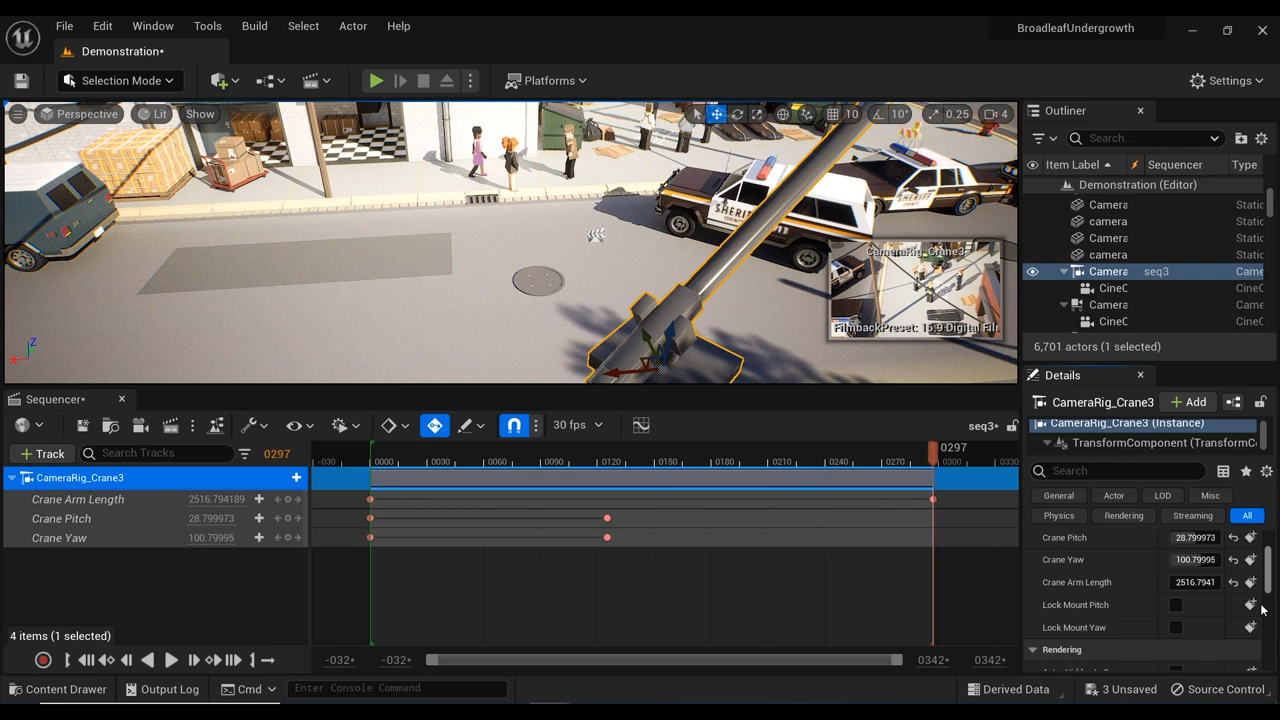 File Edit Window Tools Build Select Actor Help
BroadleafUndergrowth
Demonstration*
Selection Mode
Platforms
Settings
Perspective Lit Show
10 10° 0.25 4
SHERIFF
SHERIFF
CameraRig_Crane3
FilmbackPreset: 16:9 Digital Film
Z
X
Outliner
Search...
Item Label Sequencer Type
Demonstration (Editor)
Camera Static
camera Static
Camera Static
camera Static
Camera seq3 Came
CineC CineC
Camera Came
CineC CineC
6,701 actors (1 selected)
Details
CameraRig_Crane3 Add
CameraRig_Crane3 (Instance)
TransformComponent (TransformCo
Search
General Actor LOD Misc
Physics Rendering Streaming All
Crane Pitch 28.799973
Crane Yaw 100.79995
Crane Arm Length 2516.7941
Lock Mount Pitch
Lock Mount Yaw
Rendering
Sequencer*
30 fps
seq3*
+ Track Search Tracks 0297
0297
-030 0000 0030 0060 0090 0120 0150 0180 0210 0240 0270 0300 0330
CameraRig_Crane3
Crane Arm Length 2516.794189
Crane Pitch 28.799973
Crane Yaw 100.79995
4 items (1 selected)
-032* -032* 0342* 0342*
Content Drawer Output Log Cmd Enter Console Command
Derived Data 3 Unsaved Source Control